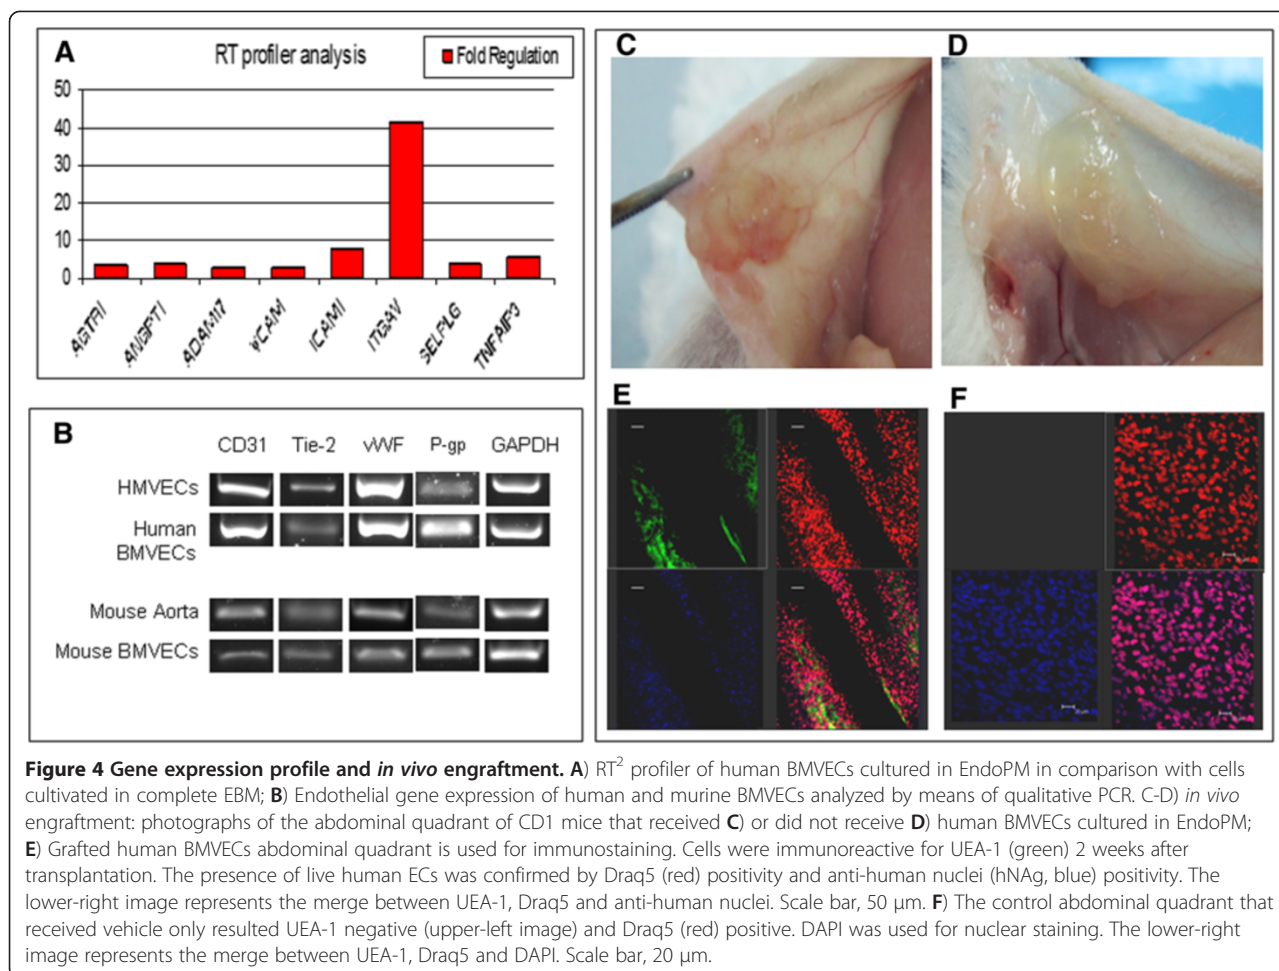 A
RT profiler analysis
Fold Regulation
50
40
30
20
10
0
AGTR1
ANGPT1
ADAM17
VCAM
ICAM1
ITGAV
SELPLG
TNFAIP3
B
CD31 Tie-2 vWF P-gp GAPDH
HMVECs
Human
BMVECs
Mouse Aorta
Mouse BMVECs
C
D
E
F
Figure 4 Gene expression profile and in vivo engraftment. A) RT² profiler of human BMVECs cultured in EndoPM in comparison with cells
cultivated in complete EBM; B) Endothelial gene expression of human and murine BMVECs analyzed by means of qualitative PCR. C-D) in vivo
engraftment: photographs of the abdominal quadrant of CD1 mice that received C) or did not receive D) human BMVECs cultured in EndoPM;
E) Grafted human BMVECs abdominal quadrant is used for immunostaining. Cells were immunoreactive for UEA-1 (green) 2 weeks after
transplantation. The presence of live human ECs was confirmed by Draq5 (red) positivity and anti-human nuclei (hNAg, blue) positivity. The
lower-right image represents the merge between UEA-1, Draq5 and anti-human nuclei. Scale bar, 50 μm. F) The control abdominal quadrant that
received vehicle only resulted UEA-1 negative (upper-left image) and Draq5 (red) positive. DAPI was used for nuclear staining. The lower-right
image represents the merge between UEA-1, Draq5 and DAPI. Scale bar, 20 μm.